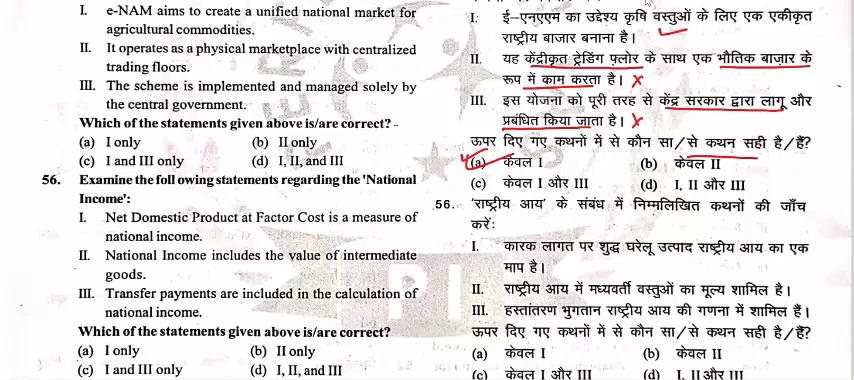 I. e-NAM aims to create a unified national market for
agricultural commodities.
II. It operates as a physical marketplace with centralized
trading floors.
III. The scheme is implemented and managed solely by
the central government.
Which of the statements given above is/are correct?
(a) I only (b) II only
(c) I and III only (d) I, II, and III
56. Examine the foll owing statements regarding the 'National
Income':
I. Net Domestic Product at Factor Cost is a measure of
national income.
II. National Income includes the value of intermediate
goods.
III. Transfer payments are included in the calculation of
national income.
Which of the statements given above is/are correct?
(a) I only (b) II only
(c) I and III only (d) I, II, and III
I. ई-एनएएम का उद्देश्य कृषि वस्तुओं के लिए एक एकीकृत
राष्ट्रीय बाजार बनाना है।
II. यह केंद्रीकृत ट्रेडिंग फ़्लोर के साथ एक भौतिक बाज़ार के
रूप में काम करता है।
III. इस योजना को पूरी तरह से केंद्र सरकार द्वारा लागू और
प्रबंधित किया जाता है।
ऊपर दिए गए कथनों में से कौन सा/से कथन सही है/हैं?
(a) केवल I (b) केवल II
(c) केवल I और III (d) I, II और III
56. 'राष्ट्रीय आय' के संबंध में निम्नलिखित कथनों की जाँच
करें:
I. कारक लागत पर शुद्ध घरेलू उत्पाद राष्ट्रीय आय का एक
माप है।
II. राष्ट्रीय आय में मध्यवर्ती वस्तुओं का मूल्य शामिल है।
III. हस्तांतरण भुगतान राष्ट्रीय आय की गणना में शामिल हैं।
ऊपर दिए गए कथनों में से कौन सा/से कथन सही है/हैं?
(a) केवल I (b) केवल II
(c) केवल I और III (d) I, II और III